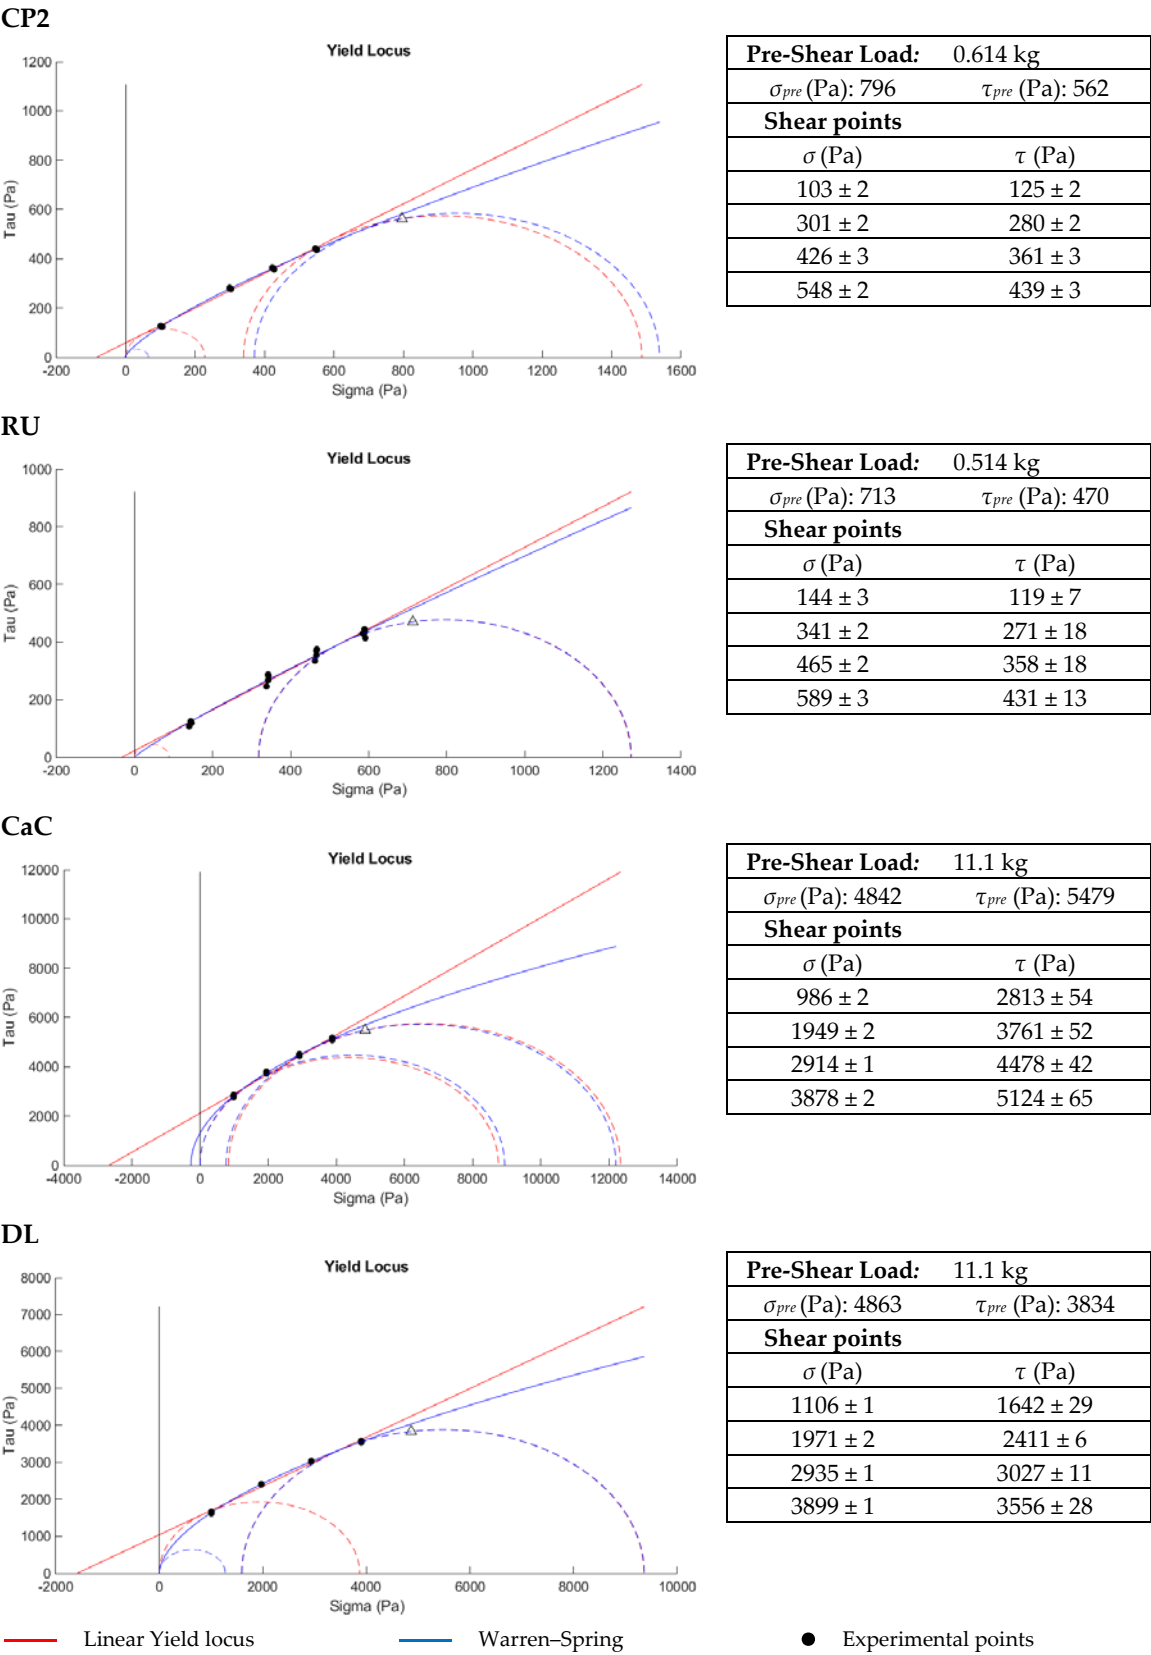 CP2
Yield Locus
1200
1000
800
600
400
200
0
Tau (Pa)
-200 0 200 400 600 800 1000 1200 1400 1600
Sigma (Pa)
Pre-Shear Load: 0.614 kg
σpre (Pa): 796 τpre (Pa): 562
Shear points
σ (Pa) τ (Pa)
103 ± 2 125 ± 2
301 ± 2 280 ± 2
426 ± 3 361 ± 3
548 ± 2 439 ± 3
RU
Yield Locus
1000
800
600
400
200
0
Tau (Pa)
-200 0 200 400 600 800 1000 1200 1400
Sigma (Pa)
Pre-Shear Load: 0.514 kg
σpre (Pa): 713 τpre (Pa): 470
Shear points
σ (Pa) τ (Pa)
144 ± 3 119 ± 7
341 ± 2 271 ± 18
465 ± 2 358 ± 18
589 ± 3 431 ± 13
CaC
Yield Locus
12000
10000
8000
6000
4000
2000
0
Tau (Pa)
-4000 -2000 0 2000 4000 6000 8000 10000 12000 14000
Sigma (Pa)
Pre-Shear Load: 11.1 kg
σpre (Pa): 4842 τpre (Pa): 5479
Shear points
σ (Pa) τ (Pa)
986 ± 2 2813 ± 54
1949 ± 2 3761 ± 52
2914 ± 1 4478 ± 42
3878 ± 2 5124 ± 65
DL
Yield Locus
8000
7000
6000
5000
4000
3000
2000
1000
0
Tau (Pa)
-2000 0 2000 4000 6000 8000 10000
Sigma (Pa)
Pre-Shear Load: 11.1 kg
σpre (Pa): 4863 τpre (Pa): 3834
Shear points
σ (Pa) τ (Pa)
1106 ± 1 1642 ± 29
1971 ± 2 2411 ± 6
2935 ± 1 3027 ± 11
3899 ± 1 3556 ± 28
Linear Yield locus Warren–Spring Experimental points